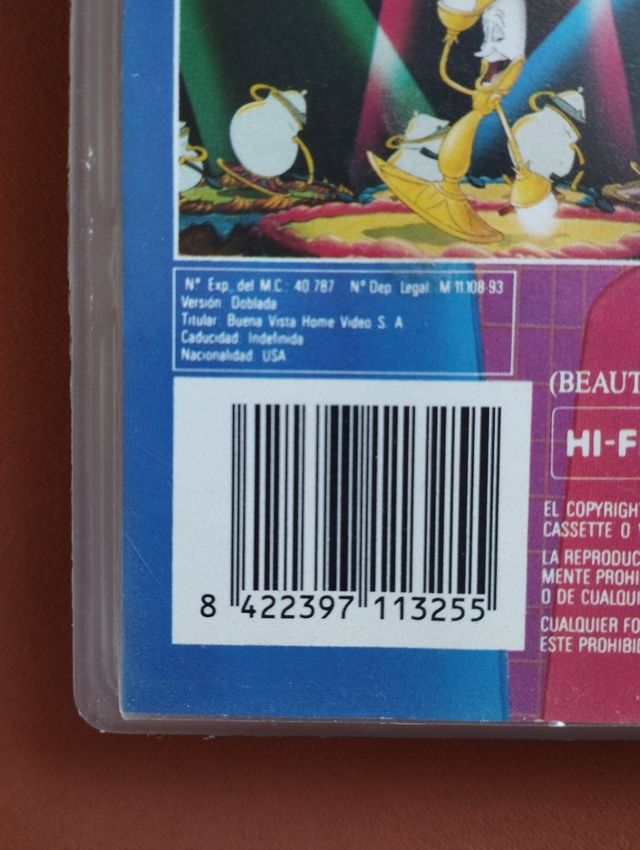 Nº Exp. del M.C.: 40.787 Nº Dep. Legal: M 11.108-93
Versión: Doblada
Titular: Buena Vista Home Video S. A.
Caducidad: Indefinida
Nacionalidad: USA
(BEAUT
HI-F
EL COPYRIGHT
CASSETTE O
LA REPRODUC
MENTE PROHI
O DE CUALQUI
CUALQUIER FO
ESTE PROHIBID
8 422397 113255